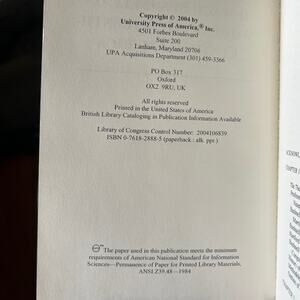 Copyright © 2004 by
University Press of America,® Inc.
4501 Forbes Boulevard
Suite 200
Lanham, Maryland 20706
UPA Acquisitions Department (301) 459-3366
PO Box 317
Oxford
OX2 9RU, UK
All rights reserved
Printed in the United States of America
British Library Cataloging in Publication Information Available
Library of Congress Control Number: 2004106839
ISBN 0-7618-2888-5 (paperback : alk. ppr.)
The paper used in this publication meets the minimum
requirements of American National Standard for Information
Sciences—Permanence of Paper for Printed Library Materials,
ANSI Z39.48—1984
CHAPTER